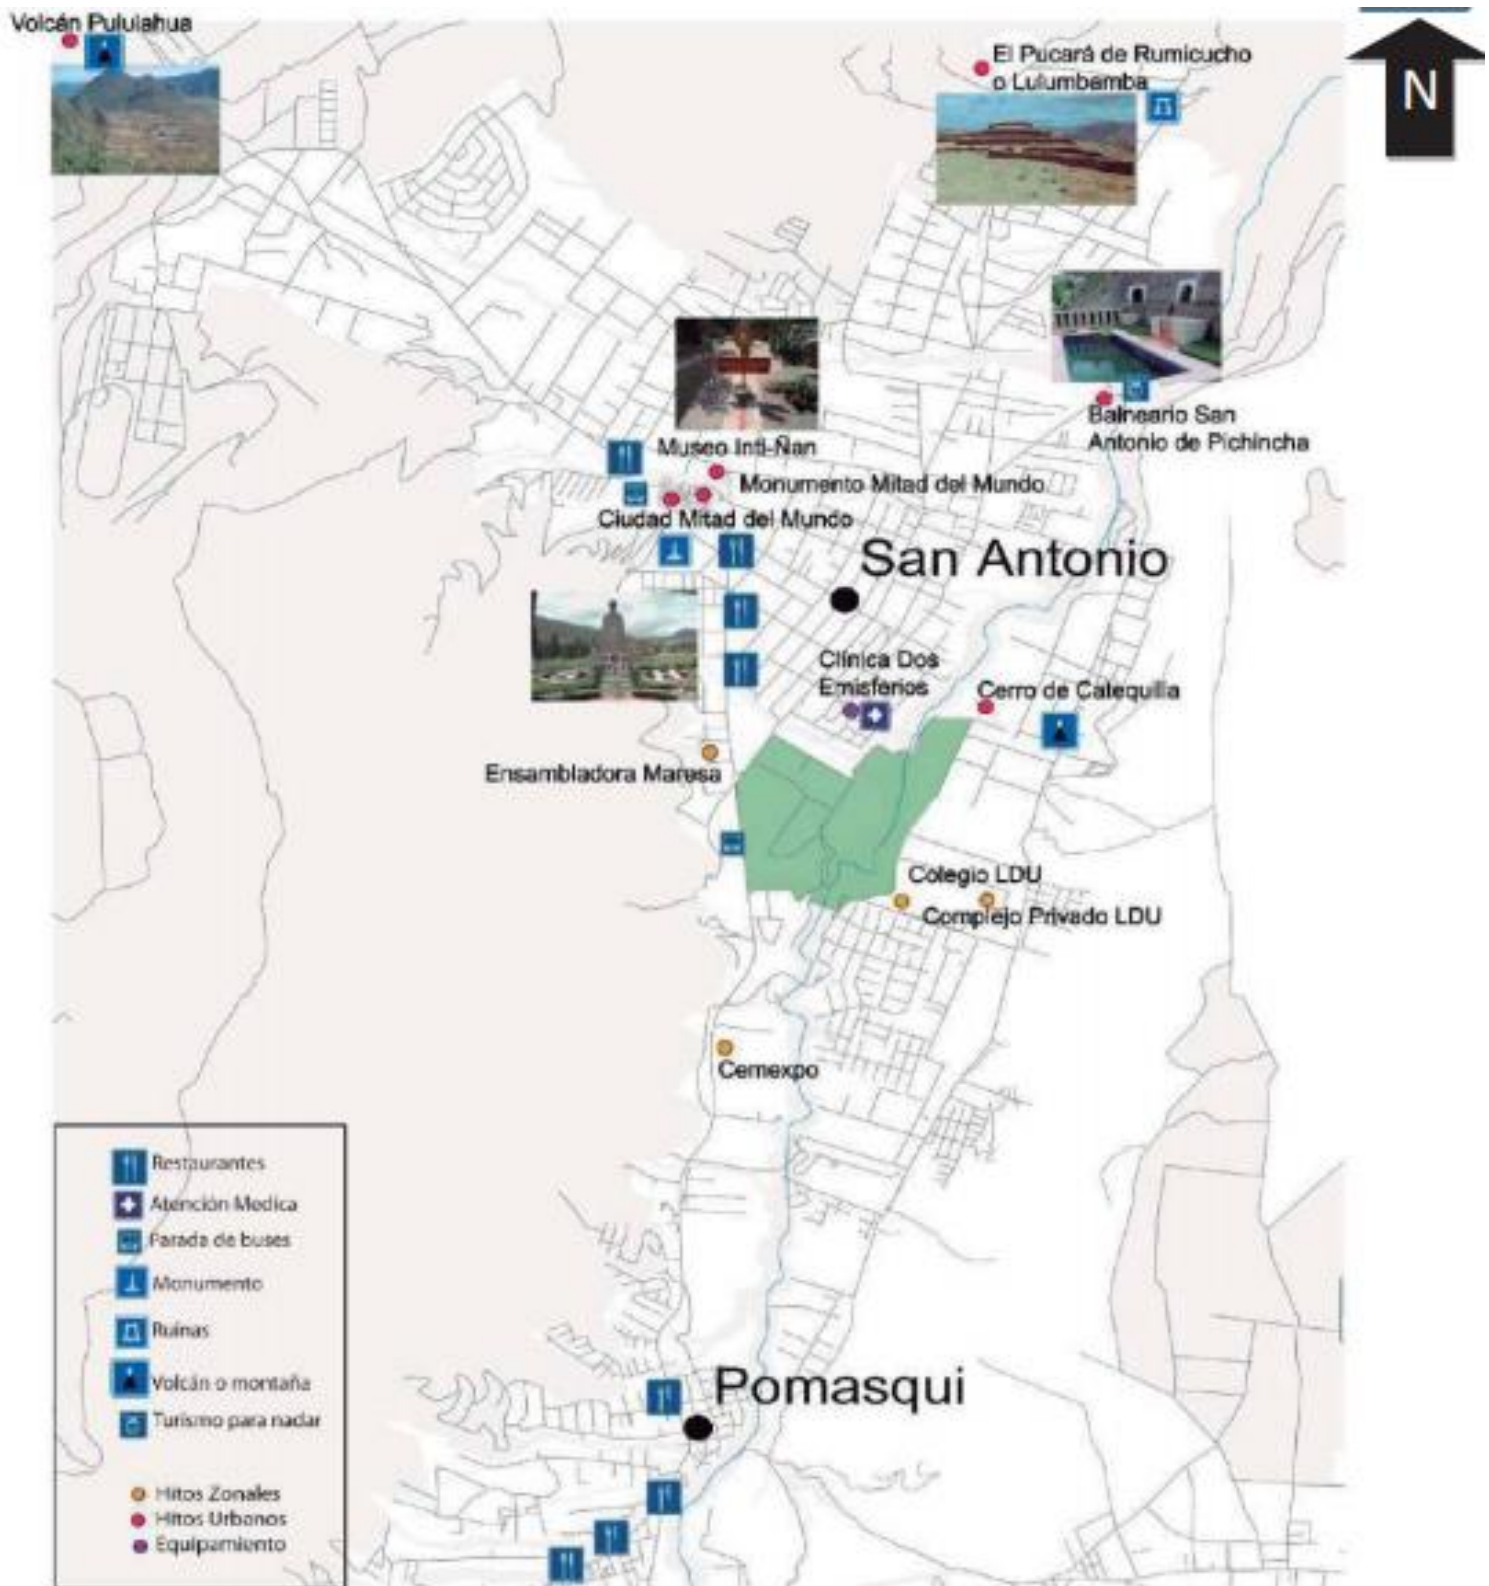 Volcán Pululahua
N
El Pucará de Rumicucho
o Lulumbamba
Balneario San
Antonio de Pichincha
Museo Inti-Ñan
Monumento Mitad del Mundo
Ciudad Mitad del Mundo
San Antonio
Clínica Dos
Emisferios
Cerro de Catequilla
Ensambladora Maresa
Colegio LDU
Complejo Privado LDU
Cemexpo
Pomasqui
Restaurantes
Atención Medica
Parada de buses
Monumento
Ruinas
Volcán o montaña
Turismo para nadar
Hitos Zonales
Hitos Urbanos
Equipamiento